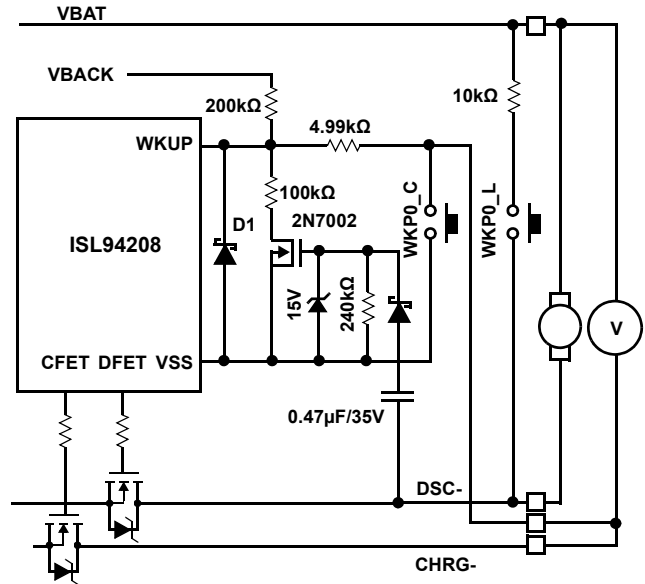 VBAT
VBACK
200kΩ
10kΩ
4.99kΩ
WKUP
100kΩ
D1
2N7002
WKP0_C
WKP0_L
ISL94208
15V
240kΩ
V
CFET DFET VSS
0.47µF/35V
DSC-
CHRG-